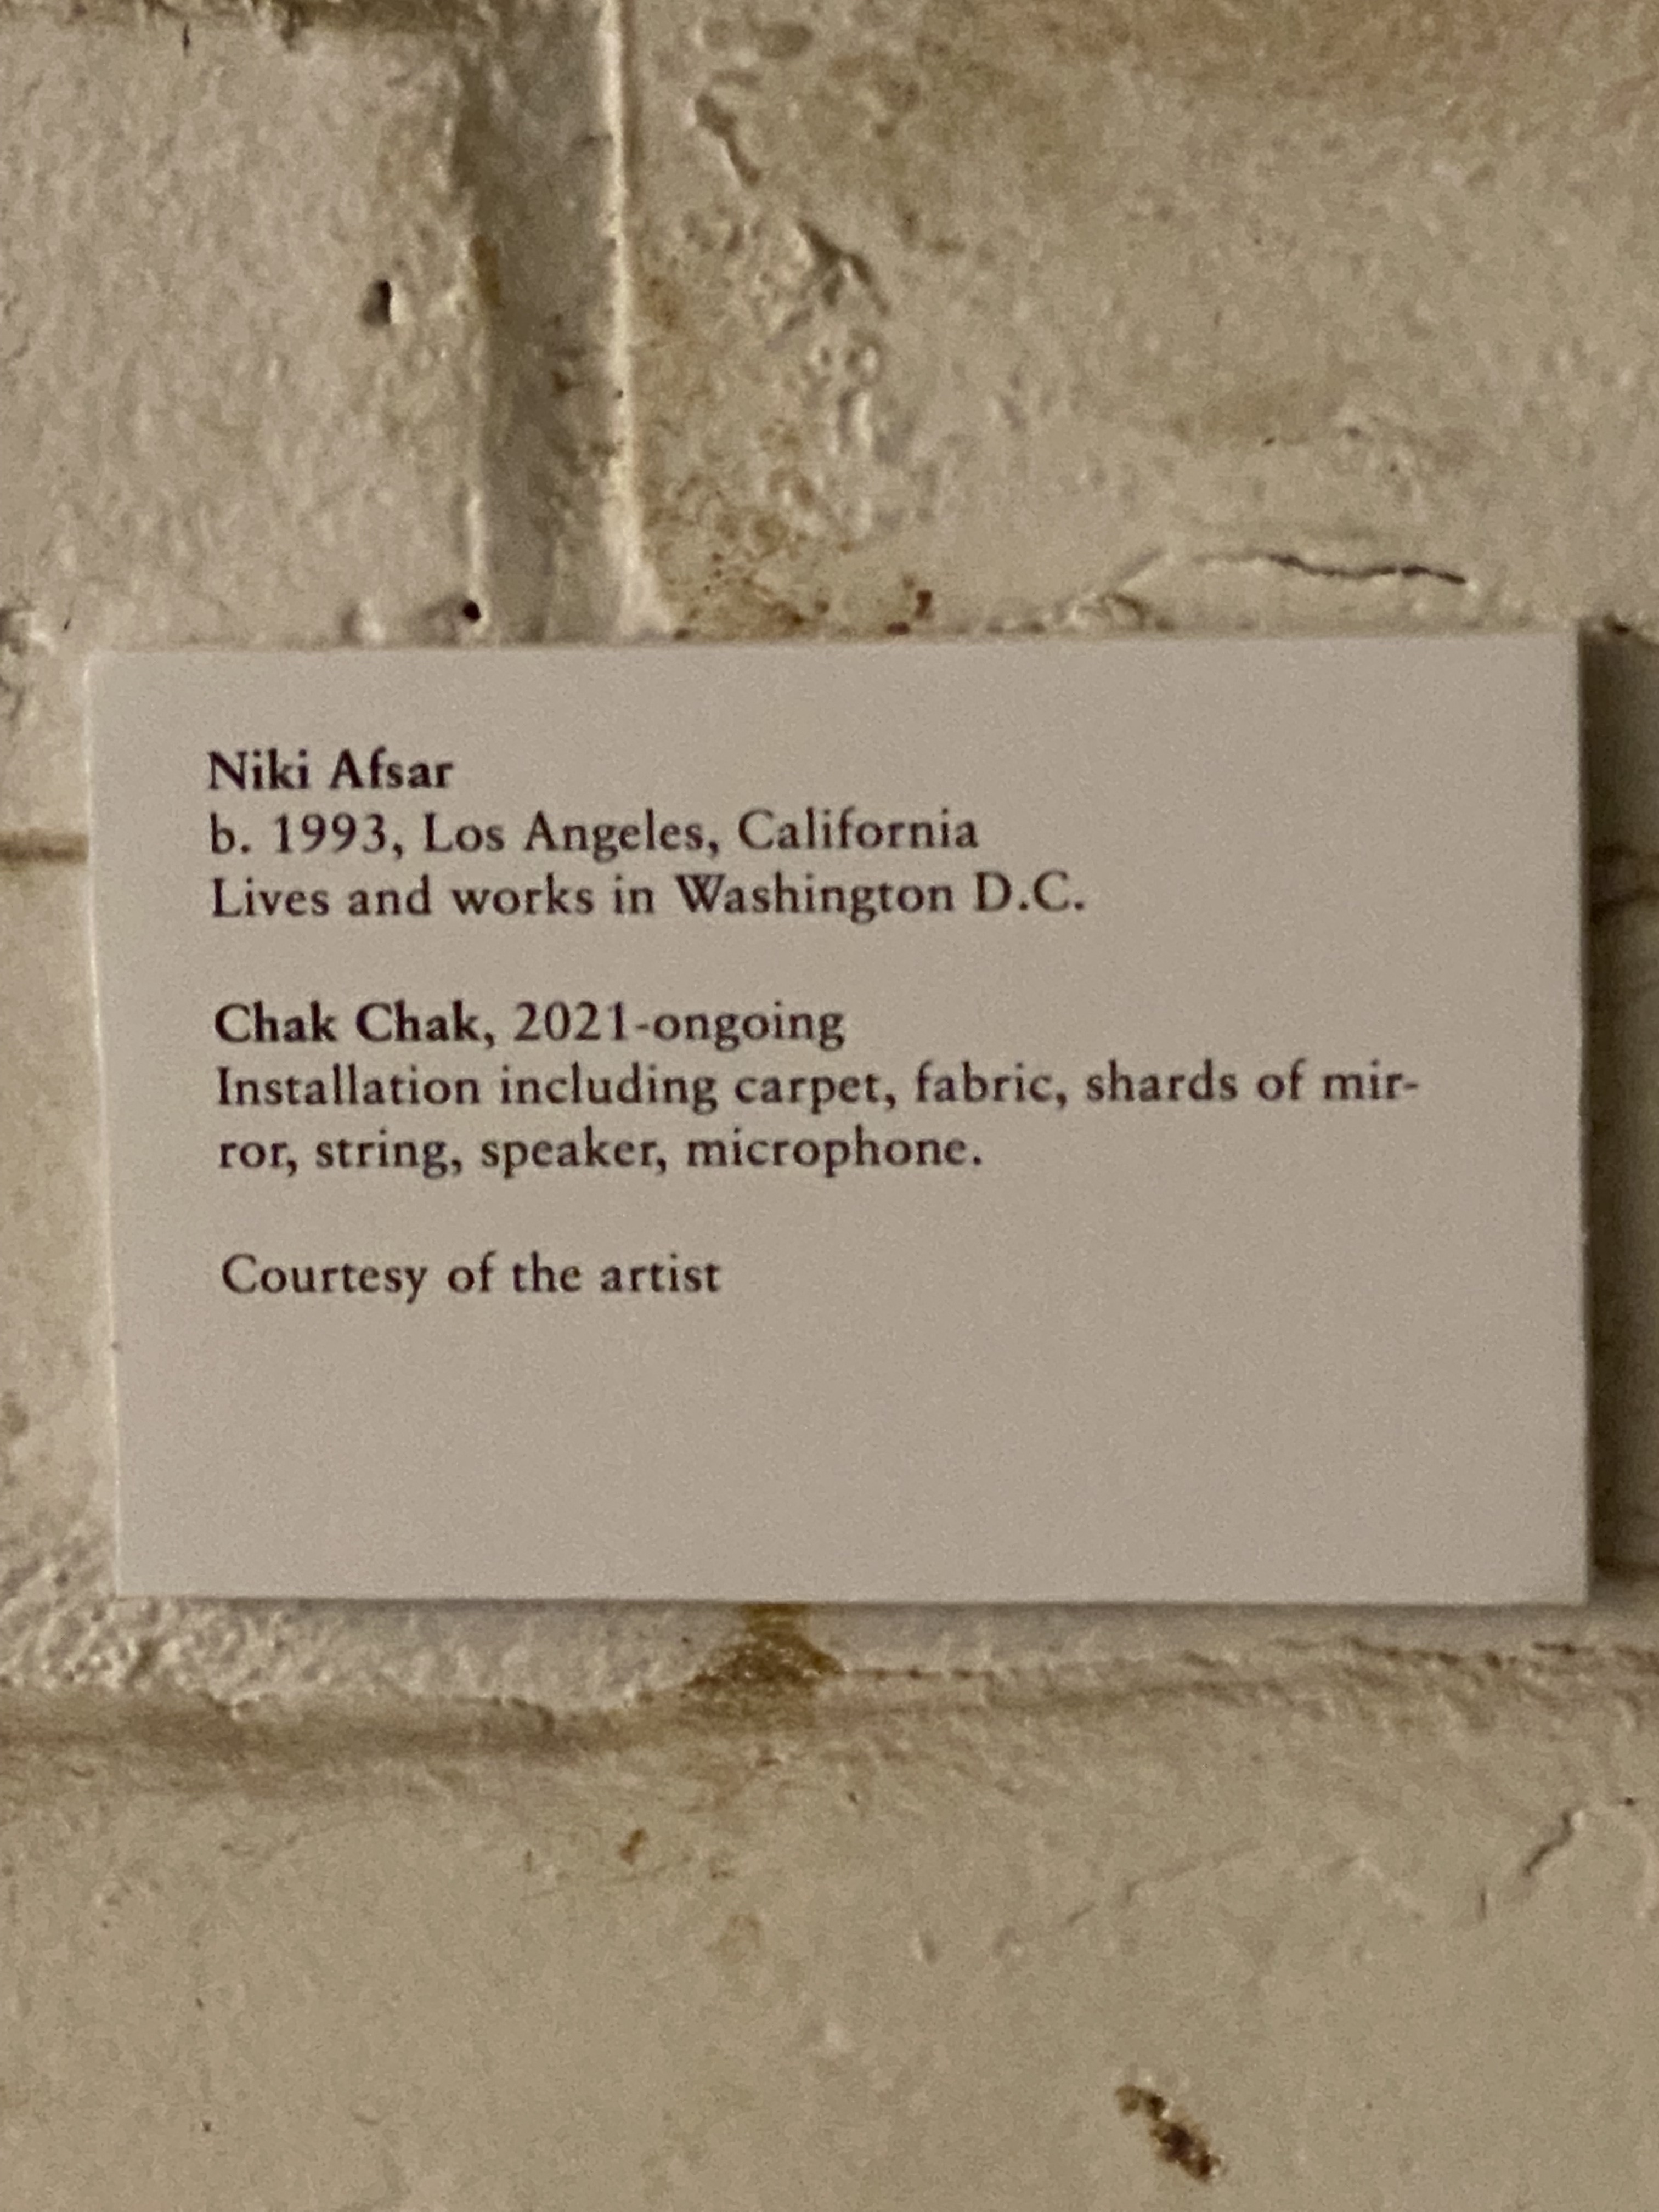 Niki Afsar
b. 1993, Los Angeles, California
Lives and works in Washington D.C.
Chak Chak, 2021-ongoing
Installation including carpet, fabric, shards of mir-
ror, string, speaker, microphone.
Courtesy of the artist